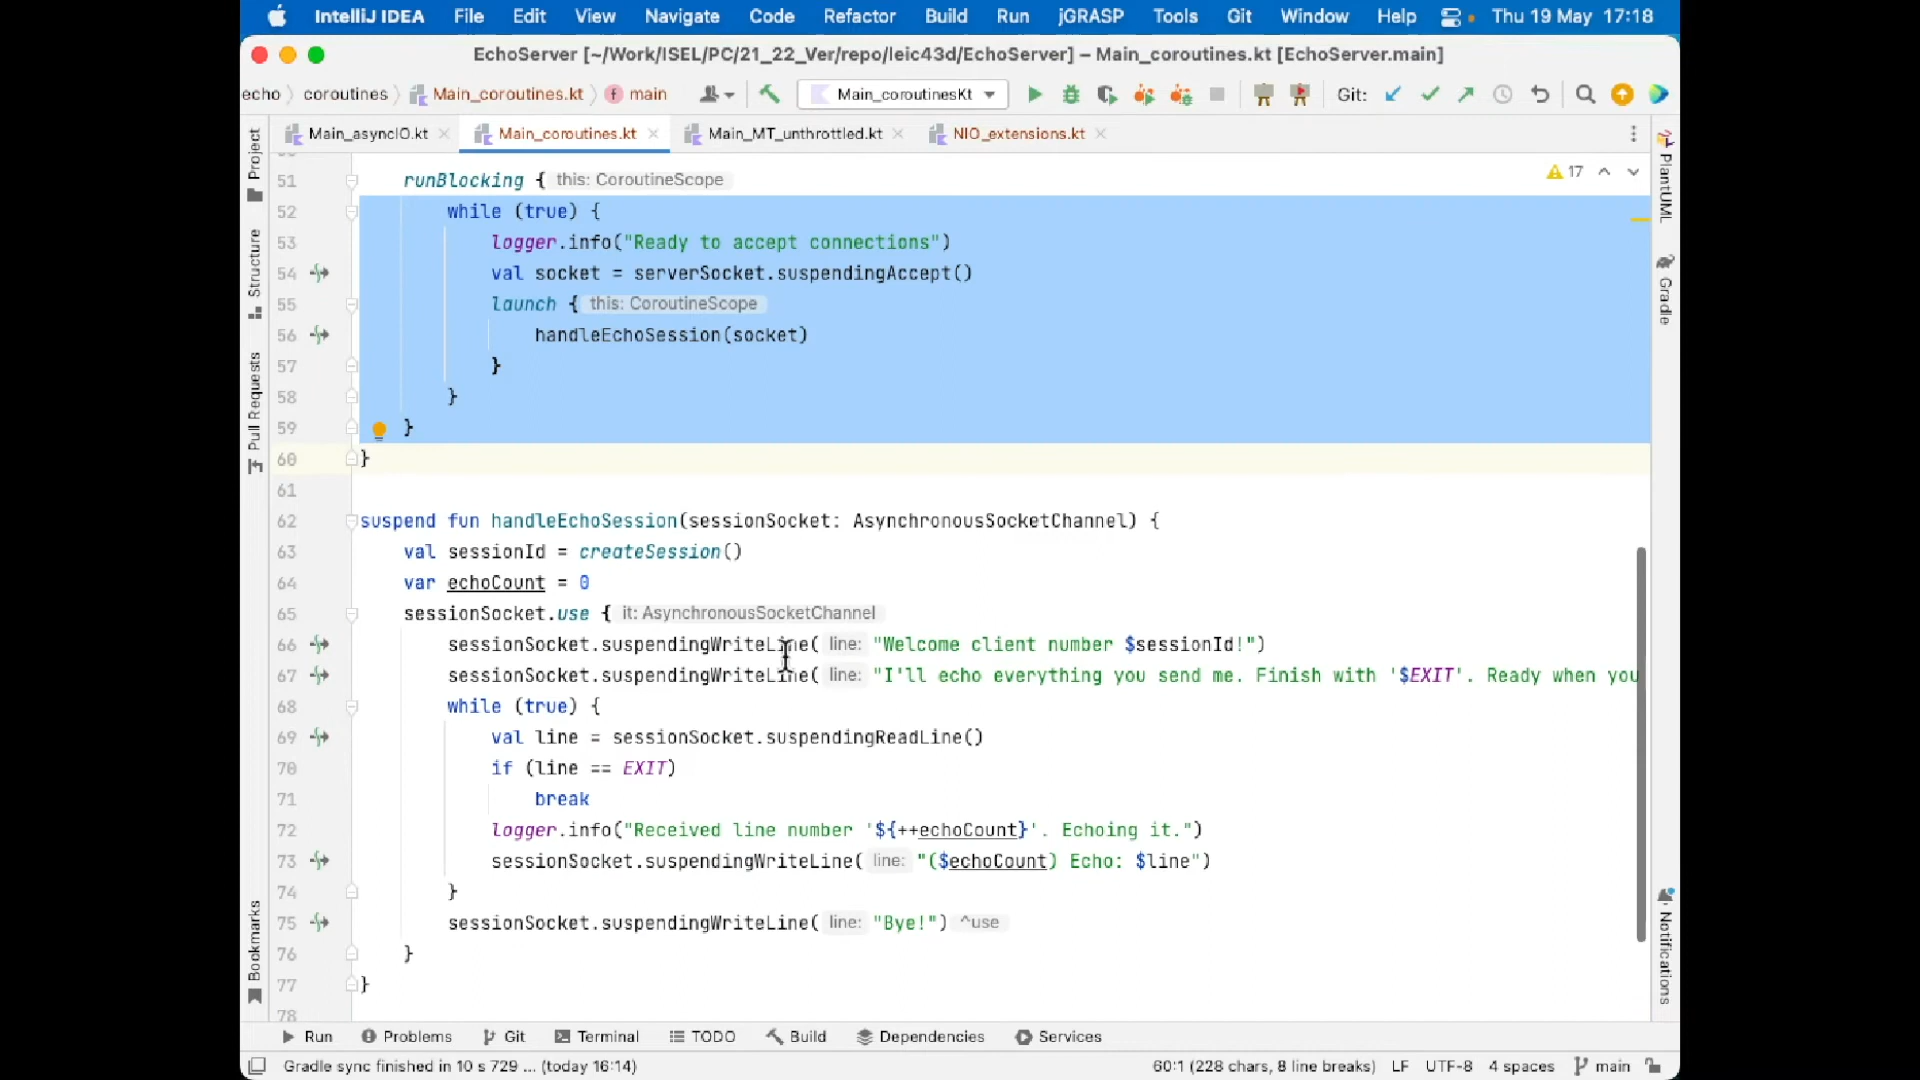 IntelliJ IDEA File Edit View Navigate Code Refactor Build Run jGRASP Tools Git Window Help Thu 19 May 17:18
EchoServer [~/Work/ISEL/PC/21_22_Ver/repo/leic43d/EchoServer] – Main_coroutines.kt [EchoServer.main]
echo coroutines Main_coroutines.kt main Main_coroutinesKt Git:
Main_asyncIO.kt Main_coroutines.kt Main_MT_unthrottled.kt NIO_extensions.kt
Project
Structure
Pull Requests
Bookmarks
17
51 runBlocking { this: CoroutineScope
52 while (true) {
53 logger.info("Ready to accept connections")
54 val socket = serverSocket.suspendingAccept()
55 launch { this: CoroutineScope
56 handleEchoSession(socket)
57 }
58 }
59 }
60 }
61
62 suspend fun handleEchoSession(sessionSocket: AsynchronousSocketChannel) {
63 val sessionId = createSession()
64 var echoCount = 0
65 sessionSocket.use { it: AsynchronousSocketChannel
66 sessionSocket.suspendingWriteLine( line: "Welcome client number $sessionId!")
67 sessionSocket.suspendingWriteLine( line: "I'll echo everything you send me. Finish with '$EXIT'. Ready when you
68 while (true) {
69 val line = sessionSocket.suspendingReadLine()
70 if (line == EXIT)
71 break
72 logger.info("Received line number '${++echoCount}'. Echoing it.")
73 sessionSocket.suspendingWriteLine( line: "($echoCount) Echo: $line")
74 }
75 sessionSocket.suspendingWriteLine( line: "Bye!") ^use
76 }
77 }
78
PlantUML
Gradle
Notifications
Run Problems Git Terminal TODO Build Dependencies Services
Gradle sync finished in 10 s 729 ... (today 16:14) 60:1 (228 chars, 8 line breaks) LF UTF-8 4 spaces main